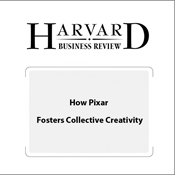 HARVARD
BUSINESS REVIEW
How Pixar
Fosters Collective Creativity